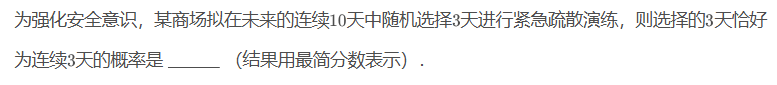 为强化安全意识，某商场拟在未来的连续10天中随机选择3天进行紧急疏散演练，则选择的3天恰好
为连续3天的概率是 ______ （结果用最简分数表示）．